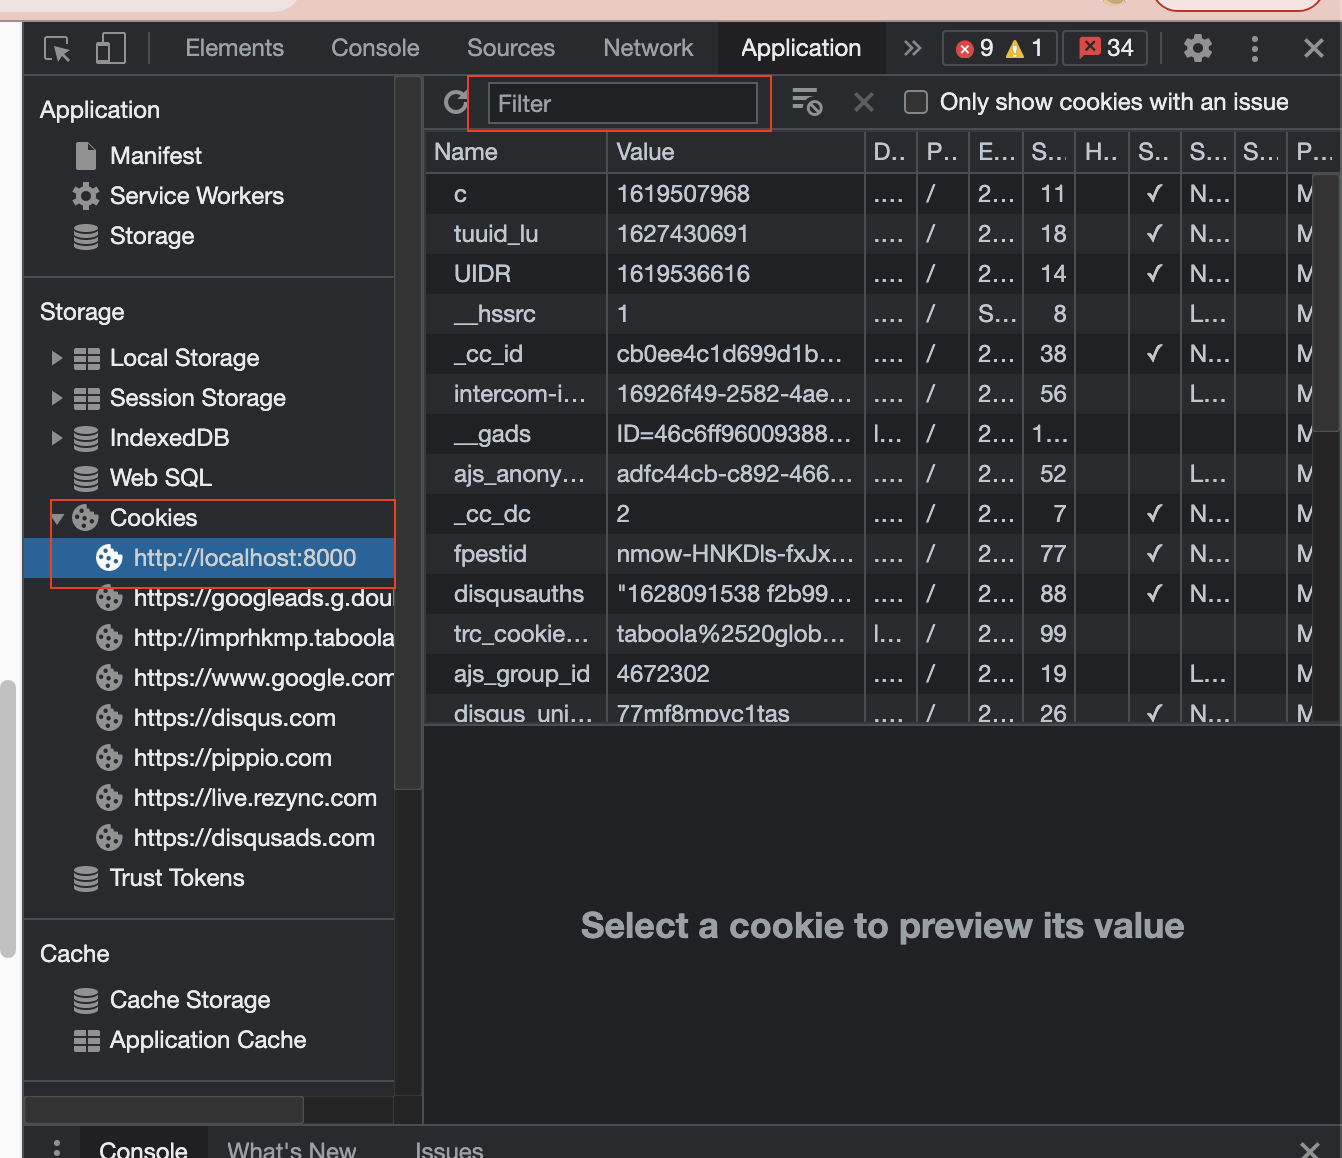 Elements Console Sources Network Application » 9 1 34
Application
Manifest
Service Workers
Storage
Storage
Local Storage
Session Storage
IndexedDB
Web SQL
Cookies
http://localhost:8000
https://googleads.g.dou
http://imprhkmp.taboola
https://www.google.com
https://disqus.com
https://pippio.com
https://live.rezync.com
https://disqusads.com
Trust Tokens
Cache
Cache Storage
Application Cache
Filter Only show cookies with an issue
Name Value D... P... E... S... H... S... S... S... P...
c 1619507968 .... / 2... 11 ✓ N... M
tuuid_lu 1627430691 .... / 2... 18 ✓ N... M
UIDR 1619536616 .... / 2... 14 ✓ N... M
__hssrc 1 .... / S... 8 L... M
_cc_id cb0ee4c1d699d1b... .... / 2... 38 ✓ N... M
intercom-i... 16926f49-2582-4ae... .... / 2... 56 L... M
__gads ID=46c6ff96009388... l... / 2... 1... M
ajs_anony... adfc44cb-c892-466... .... / 2... 52 L... M
_cc_dc 2 .... / 2... 7 ✓ N... M
fpestid nmow-HNKDls-fxJx... .... / 2... 77 ✓ N... M
disqusauths "1628091538 f2b99... .... / 2... 88 ✓ N... M
trc_cookie... taboola%2520glob... l... / 2... 99 M
ajs_group_id 4672302 .... / 2... 19 L... M
disqus_uni... 77mf8mpvc1tas .... / 2... 26 ✓ N... M
Select a cookie to preview its value
Console What's New Issues